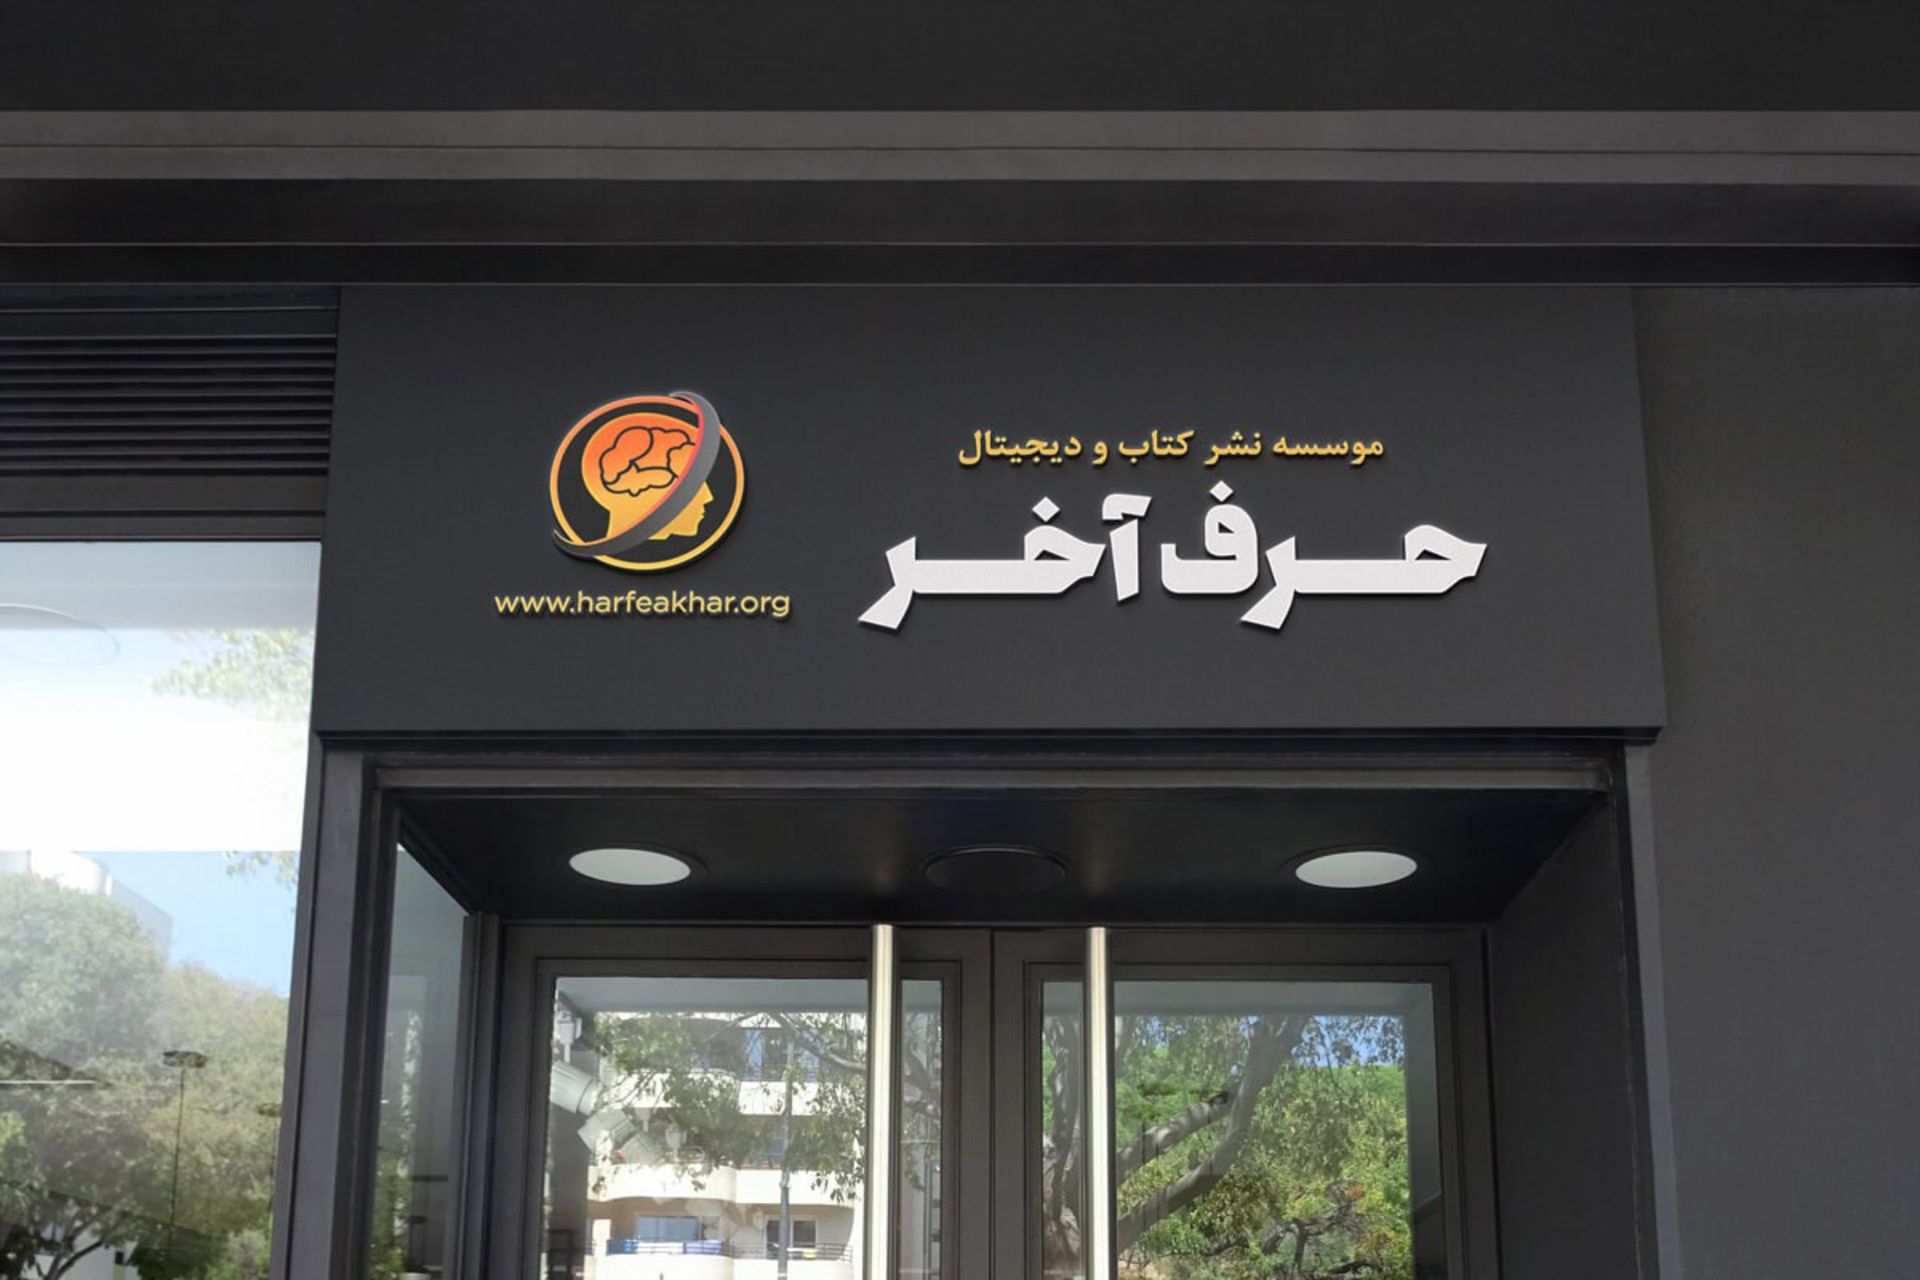 موسسه نشر کتاب و دیجیتال
حرف آخر
www.harfeakhar.org